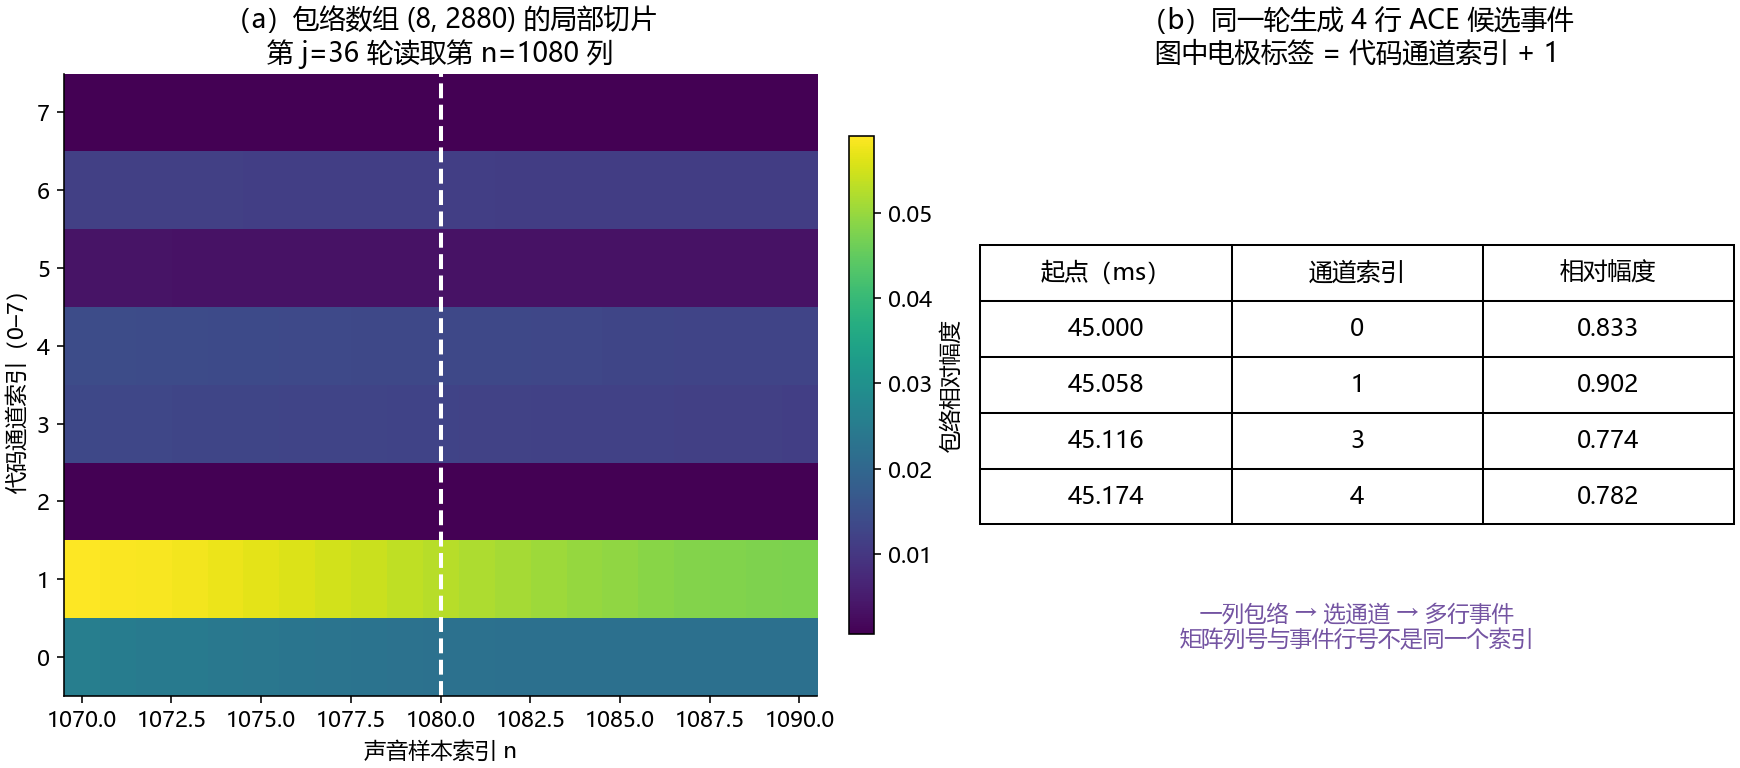 （a）包络数组 (8, 2880) 的局部切片
第 j=36 轮读取第 n=1080 列
代码通道索引（0–7）
7
6
5
4
3
2
1
0
1070.0 1072.5 1075.0 1077.5 1080.0 1082.5 1085.0 1087.5 1090.0
声音样本索引 n
0.05
0.04
0.03
0.02
0.01
包络相对幅度
（b）同一轮生成 4 行 ACE 候选事件
图中电极标签 = 代码通道索引 + 1
起点（ms） 通道索引 相对幅度
45.000 0 0.833
45.058 1 0.902
45.116 3 0.774
45.174 4 0.782
一列包络 → 选通道 → 多行事件
矩阵列号与事件行号不是同一个索引